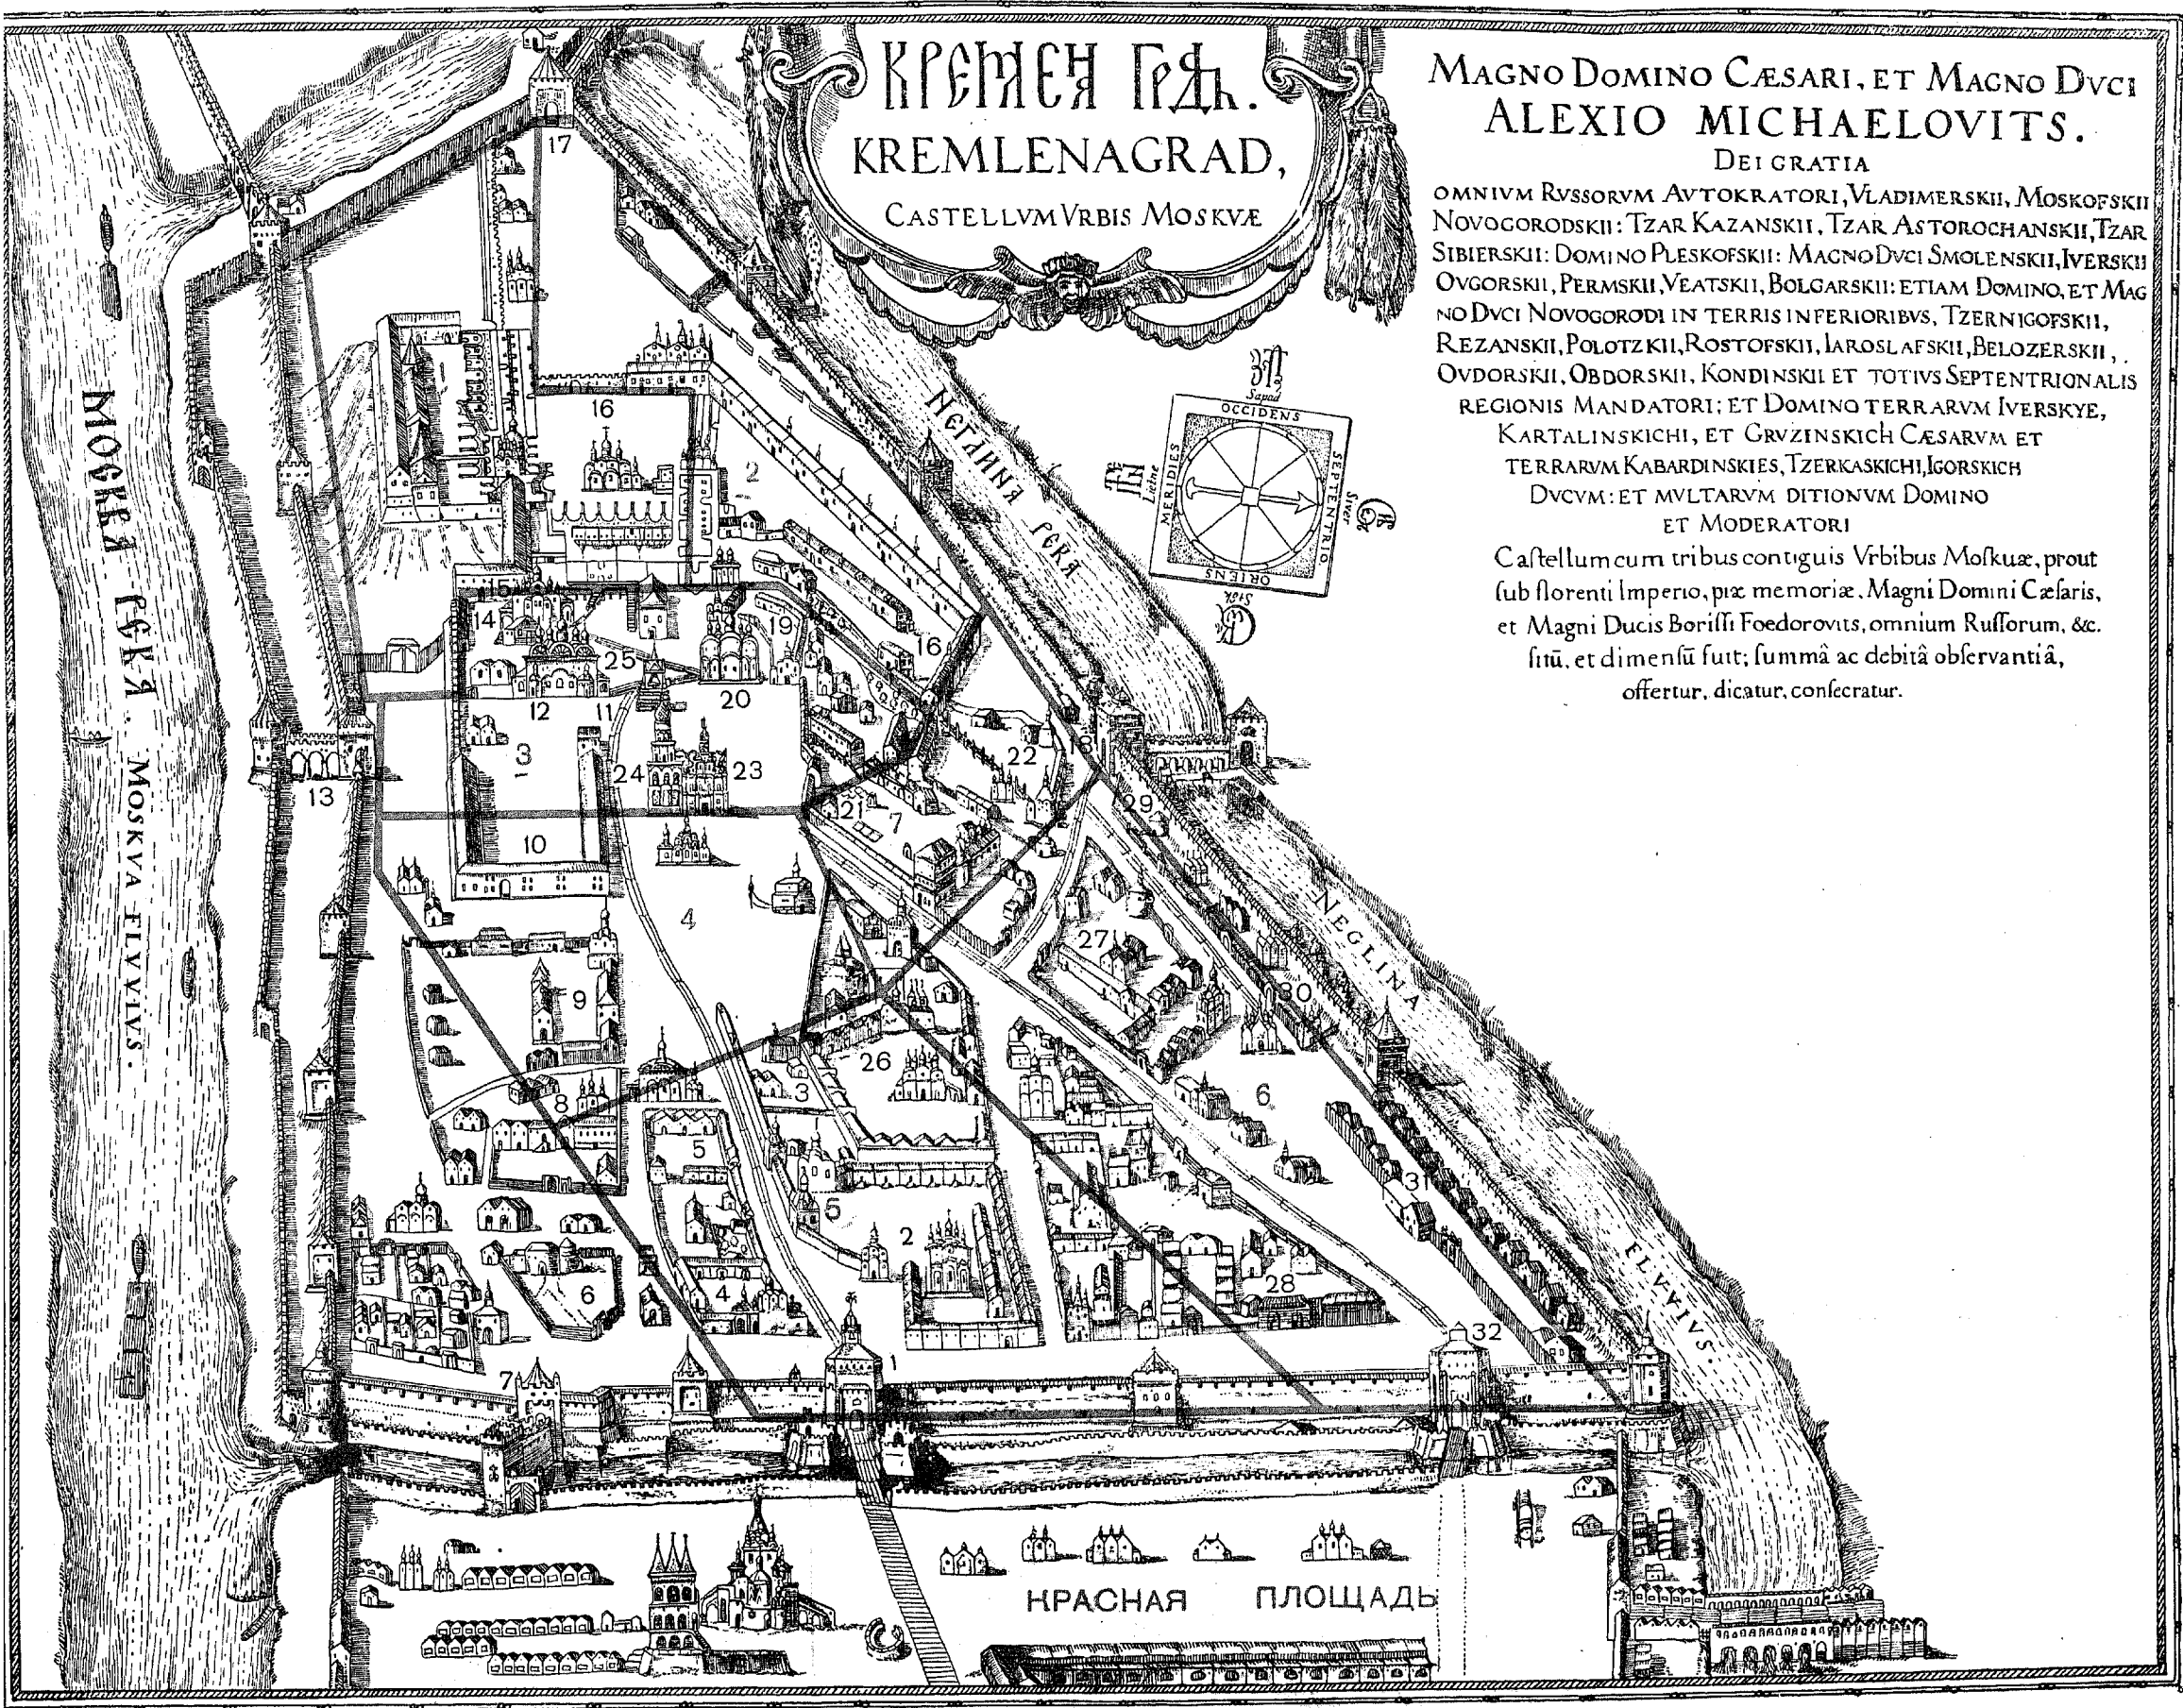 КРЕМЛЕНАГРАД.
KREMLENAGRAD,
CASTELLVM VRBIS MOSKVÆ
MAGNO DOMINO CÆSARI, ET MAGNO DVCI
ALEXIO MICHAELOVITS.
DEI GRATIA
OMNIVM RVSSORVM AVTOKRATORI, VLADIMERSKII, MOSKOFSKII
NOVOGORODSKII: TZAR KAZANSKII, TZAR ASTOROCHANSKII, TZAR
SIBIERSKII: DOMINO PLESKOFSKII: MAGNO DVCI SMOLENSKII, IVERSKII
OVGORSKII, PERMSKII, VEATSKII, BOLGARSKII: ETIAM DOMINO, ET MAG
NO DVCI NOVOGORODI IN TERRIS INFERIORIBVS, TZERNIGOFSKII,
REZANSKII, POLOTZKII, ROSTOFSKII, IAROSLAFSKII, BELOZERSKII,
OVDORSKII, OBDORSKII, KONDINSKII ET TOTIVS SEPTENTRIONALIS
REGIONIS MANDATORI; ET DOMINO TERRARVM IVERSKYE,
KARTALINSKICHI, ET GRVZINSKICH CÆSARVM ET
TERRARVM KABARDINSKIES, TZERKASKICHI, IGORSKICH
DVCVM: ET MVLTARVM DITIONVM DOMINO
ET MODERATORI
Caſtellum cum tribus contiguis Vrbibus Moſkuæ, prout
ſub florenti Imperio, piæ memoriæ, Magni Domini Cæſaris,
et Magni Ducis Boriſſi Foedorovits, omnium Ruſſorum, &c.
ſitū, et dimenſū fuit; ſummâ ac debitâ obſervantiâ,
offertur, dicatur, conſecratur.
Sapad
OCCIDENS
MERIDIES
SEPTENTRIO
ORIENS
Lietne
Siver
МОСКВА РЕКА. MOSKVA FLVVIVS.
НЕГЛИНА РЕКА
NEGLINA FLVVIVS.
17
16
2
15
14
19
25
16
12
11
20
3
24
23
22
18
13
21
7
29
10
4
27
9
30
26
8
3
6
5
31
5
2
6
4
28
32
7
1
КРАСНАЯ ПЛОЩАДЬ